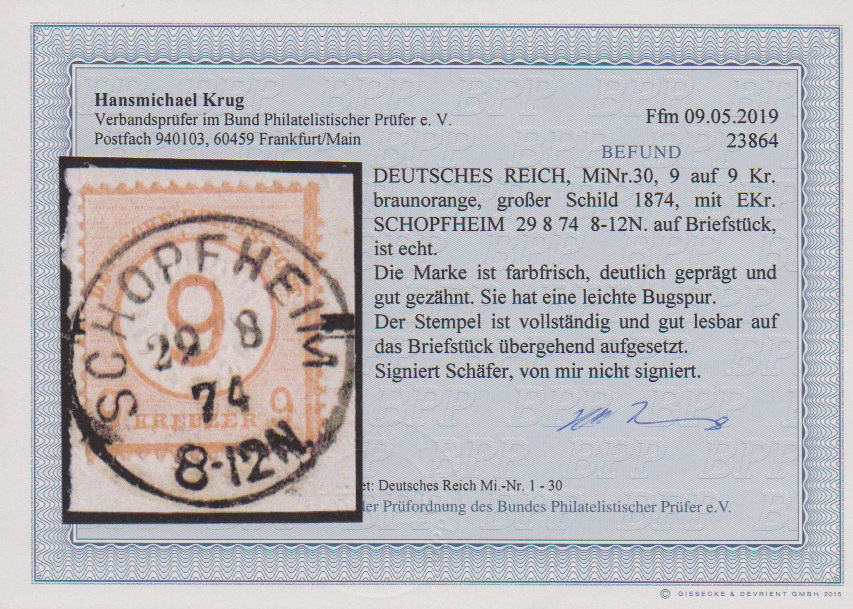 Hansmichael Krug
Verbandsprüfer im Bund Philatelistischer Prüfer e. V.
Postfach 940103, 60459 Frankfurt/Main
Ffm 09.05.2019
23864
BEFUND
DEUTSCHES REICH, MiNr.30, 9 auf 9 Kr.
braunorange, großer Schild 1874, mit EKr.
SCHOPFHEIM 29 8 74 8-12N. auf Briefstück,
ist echt.
Die Marke ist farbfrisch, deutlich geprägt und
gut gezähnt. Sie hat eine leichte Bugspur.
Der Stempel ist vollständig und gut lesbar auf
das Briefstück übergehend aufgesetzt.
Signiert Schäfer, von mir nicht signiert.
SCHOPFHEIM
9
29 8
74
KREUZER 9
8-12N.
et: Deutsches Reich Mi.-Nr. 1 - 30
der Prüfordnung des Bundes Philatelistischer Prüfer e.V.
© GIESECKE & DEVRIENT GMBH 2015